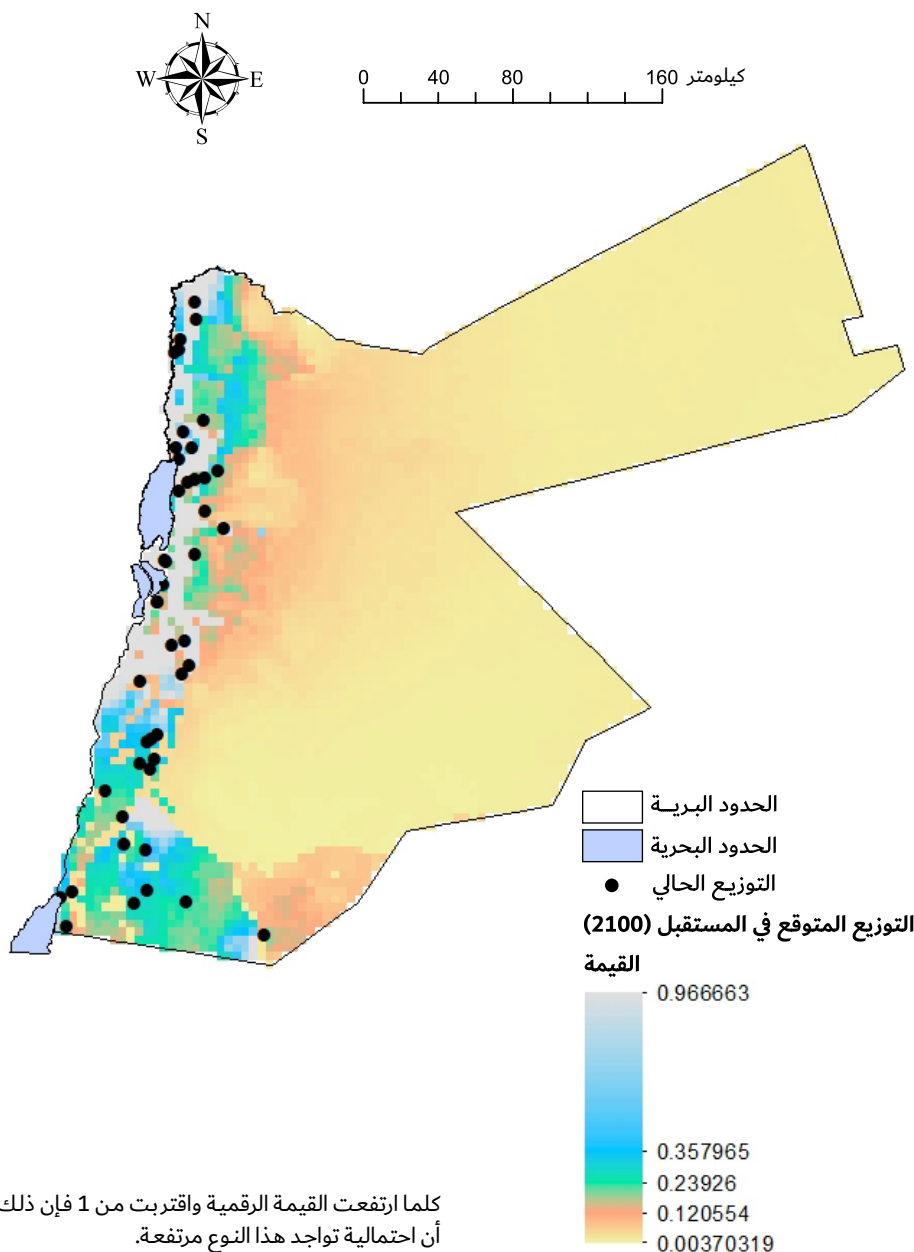 N
W E
S
0 40 80 160 كيلومتر
الحدود البرية
الحدود البحرية
التوزيع الحالي
التوزيع المتوقع في المستقبل (2100)
القيمة
0.966663
0.357965
0.23926
0.120554
0.00370319
كلما ارتفعت القيمة الرقمية واقتربت من 1 فإن ذلك
أن احتمالية تواجد هذا النوع مرتفعة.